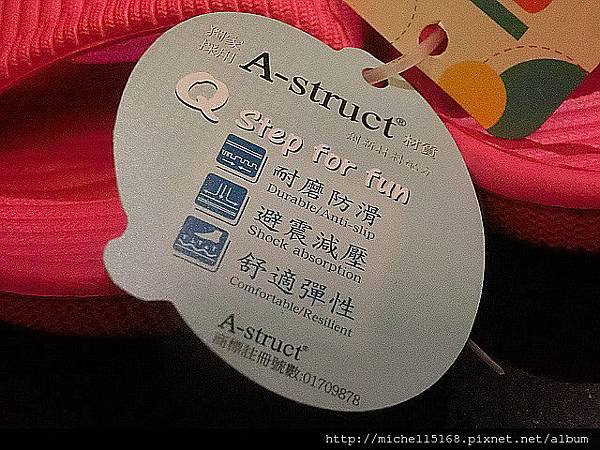 獨家
採用
A-struct® 材質
創新材料配方
Q Step for fun
耐磨防滑
Durable/Anti-slip
避震減壓
Shock absorption
舒適彈性
Comfortable/Resilient
A-struct®
商標註冊號數:01709878
http://michell5168.pixnet.net/album